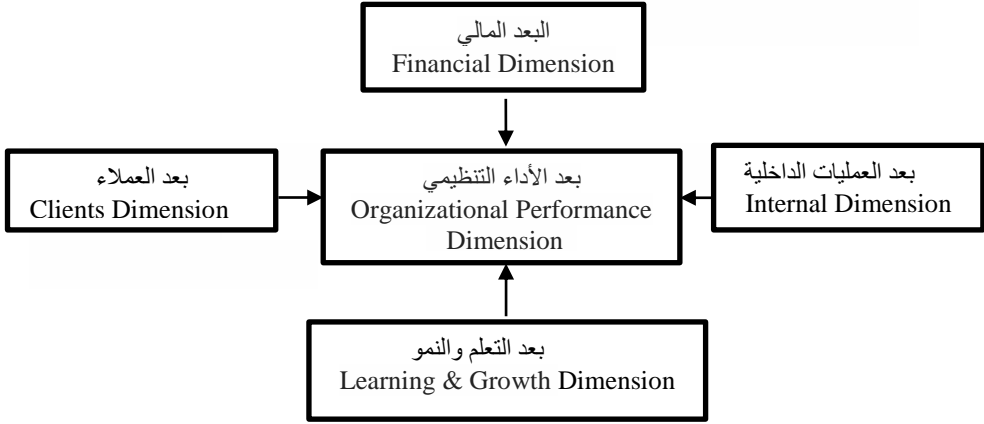 البعد المالي
Financial Dimension
بعد العملاء
Clients Dimension
بعد الأداء التنظيمي
Organizational Performance
Dimension
بعد العمليات الداخلية
Internal Dimension
بعد التعلم والنمو
Learning & Growth Dimension